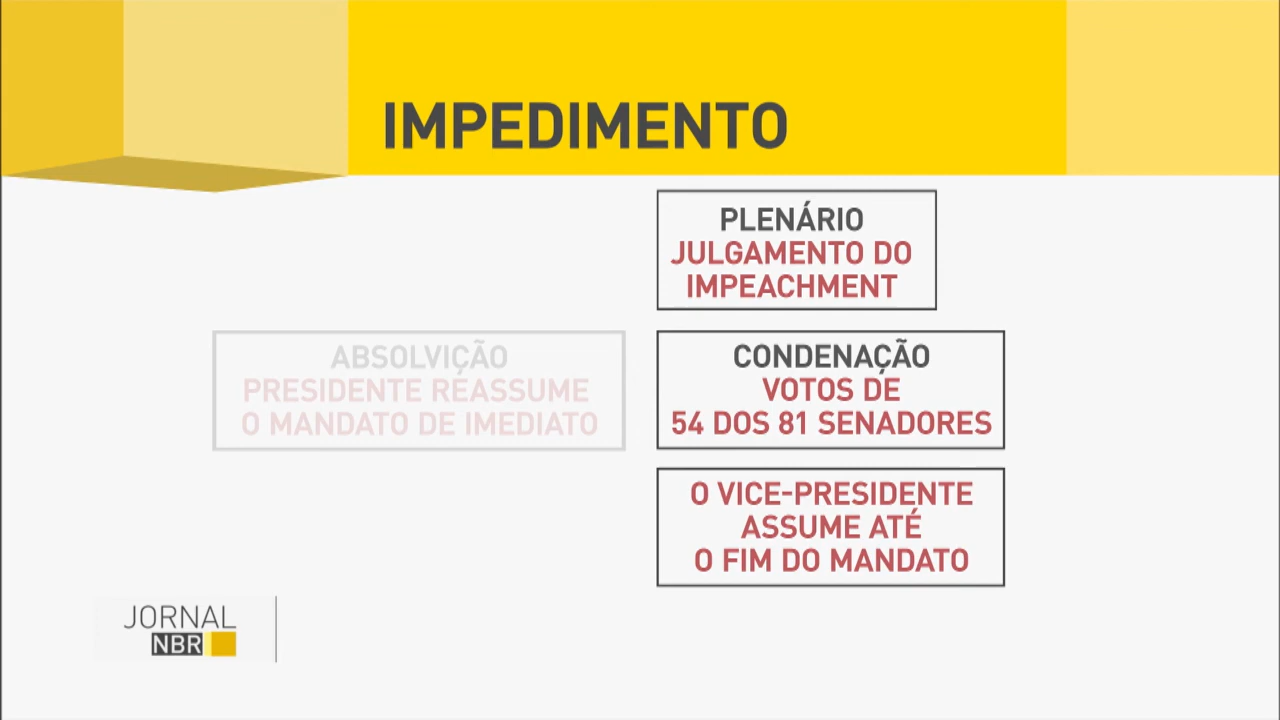 IMPEDIMENTO
PLENÁRIO
JULGAMENTO DO
IMPEACHMENT
ABSOLVIÇÃO
PRESIDENTE REASSUME
O MANDATO DE IMEDIATO
CONDENAÇÃO
VOTOS DE
54 DOS 81 SENADORES
O VICE-PRESIDENTE
ASSUME ATÉ
O FIM DO MANDATO
JORNAL
NBR